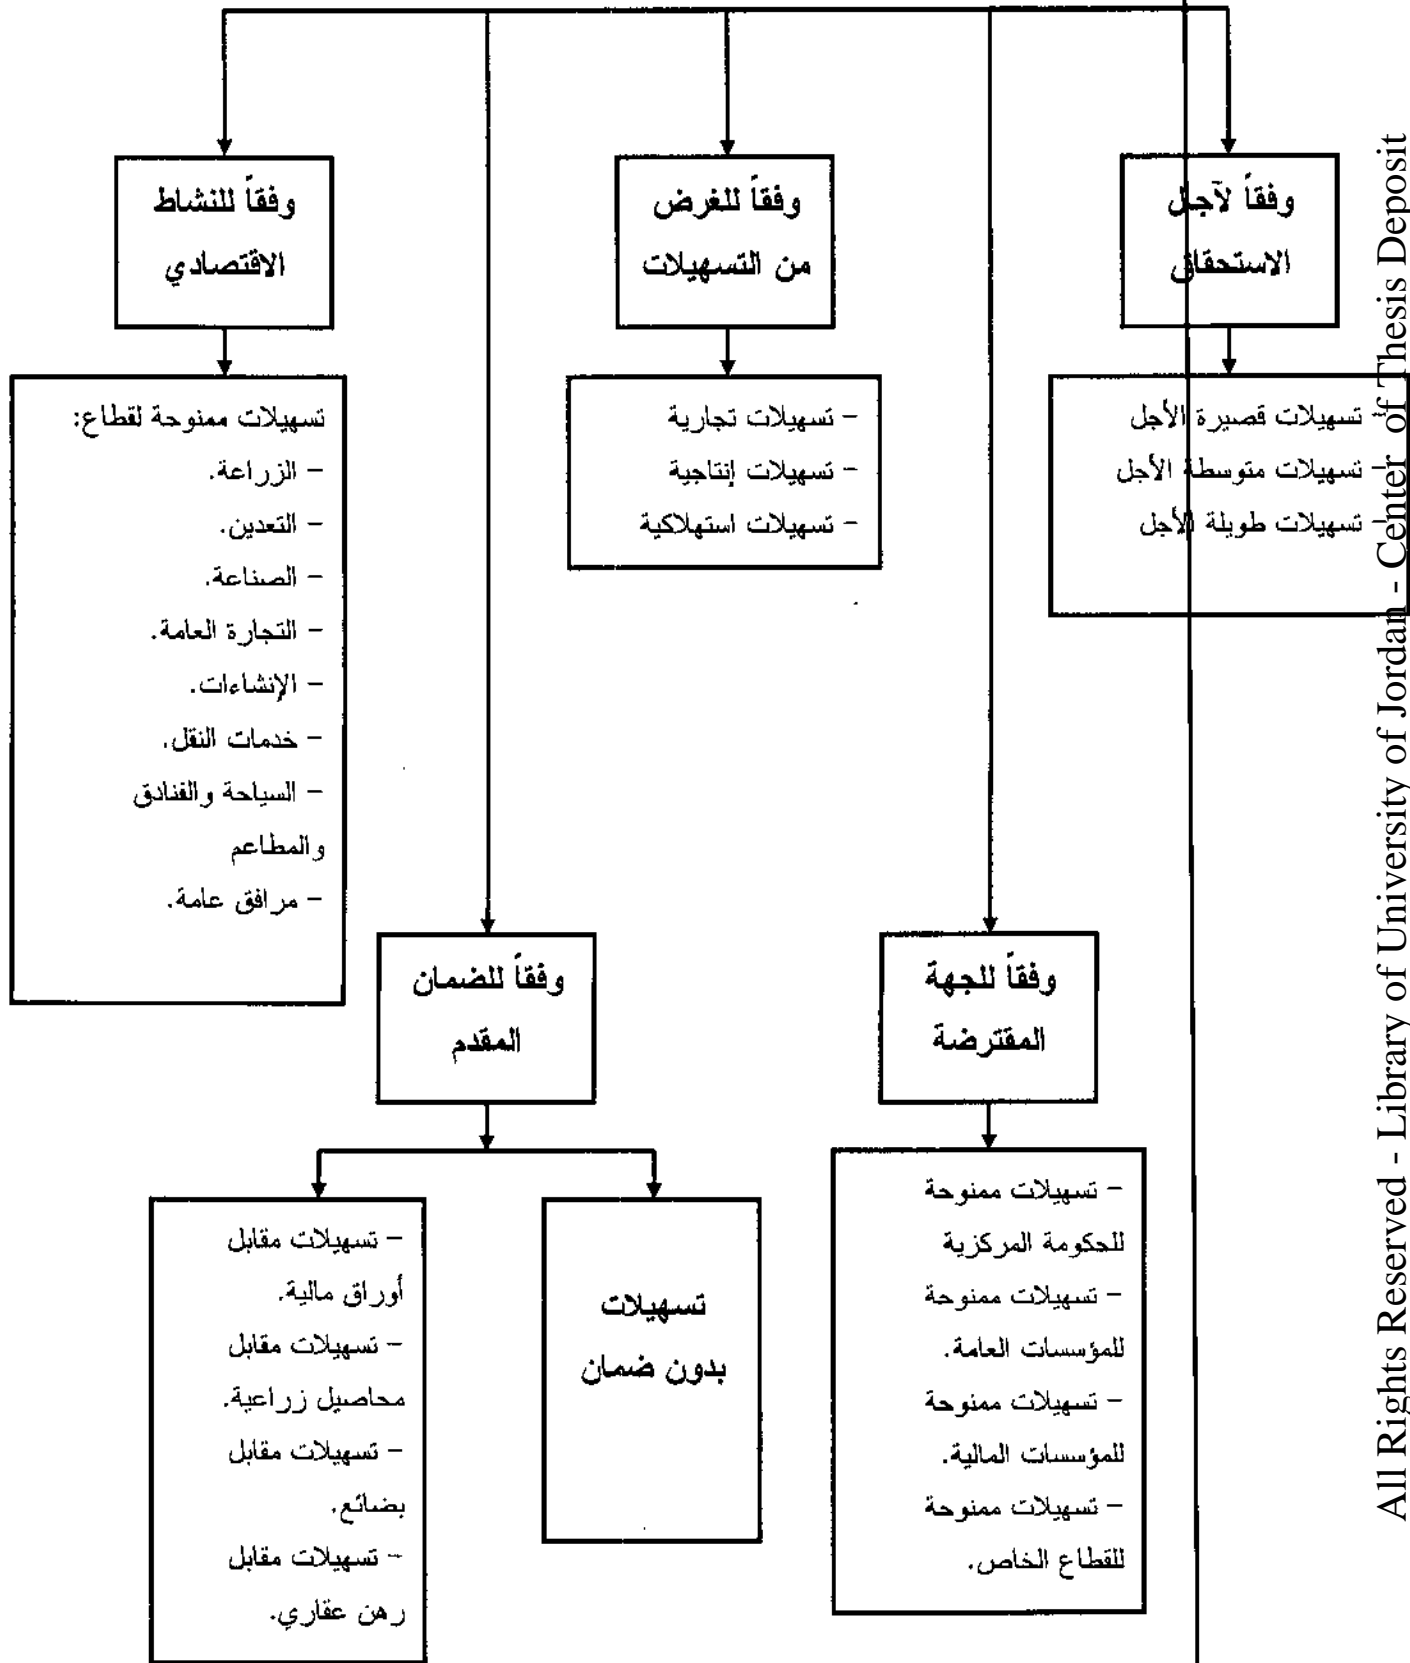 وفقاً لآجال
الاستحقاق
- تسهيلات قصيرة الأجل
- تسهيلات متوسطة الأجل
- تسهيلات طويلة الأجل
وفقاً للغرض
من التسهيلات
- تسهيلات تجارية
- تسهيلات إنتاجية
- تسهيلات استهلاكية
وفقاً للنشاط
الاقتصادي
تسهيلات ممنوحة لقطاع:
- الزراعة.
- التعدين.
- الصناعة.
- التجارة العامة.
- الإنشاءات.
- خدمات النقل.
- السياحة والفنادق
والمطاعم
- مرافق عامة.
وفقاً للجهة
المقترضة
- تسهيلات ممنوحة
للحكومة المركزية
- تسهيلات ممنوحة
للمؤسسات العامة.
- تسهيلات ممنوحة
للمؤسسات المالية.
- تسهيلات ممنوحة
للقطاع الخاص.
وفقاً للضمان
المقدم
تسهيلات
بدون ضمان
- تسهيلات مقابل
أوراق مالية.
- تسهيلات مقابل
محاصيل زراعية.
- تسهيلات مقابل
بضائع.
- تسهيلات مقابل
رهن عقاري.
All Rights Reserved - Library of University of Jordan - Center of Thesis Deposit